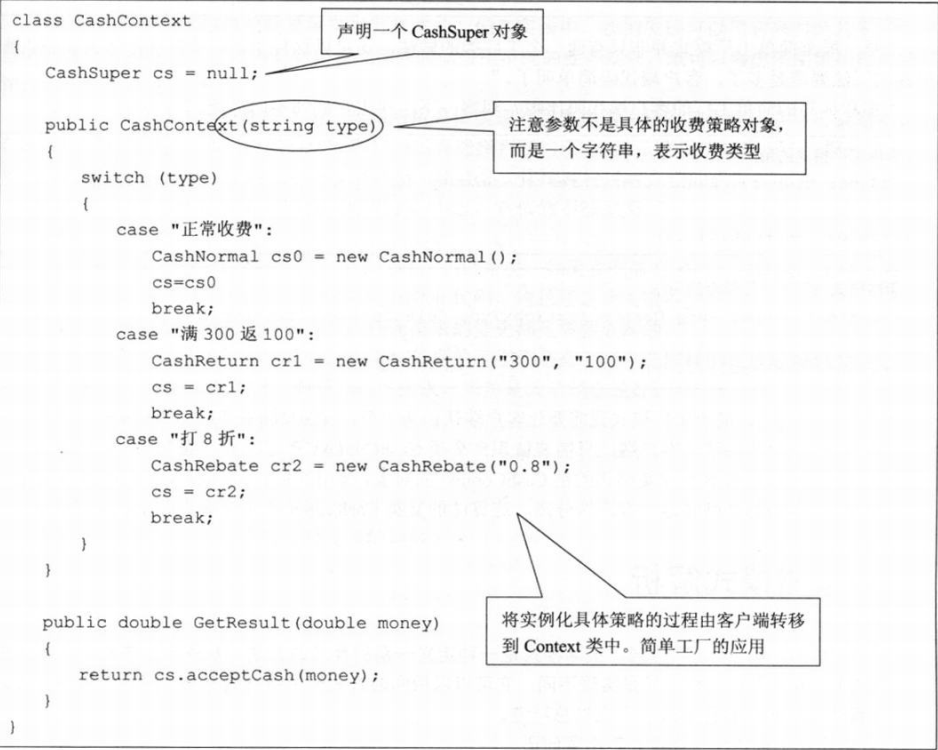 class CashContext
声明一个 CashSuper 对象
{
CashSuper cs = null;
public CashContext(string type)
注意参数不是具体的收费策略对象，
而是一个字符串，表示收费类型
{
switch (type)
{
case "正常收费":
CashNormal cs0 = new CashNormal();
cs=cs0
break;
case "满 300 返 100":
CashReturn cr1 = new CashReturn("300", "100");
cs = cr1;
break;
case "打 8 折":
CashRebate cr2 = new CashRebate("0.8");
cs = cr2;
break;
}
}
将实例化具体策略的过程由客户端转移
到 Context 类中。简单工厂的应用
public double GetResult(double money)
{
return cs.acceptCash(money);
}
}